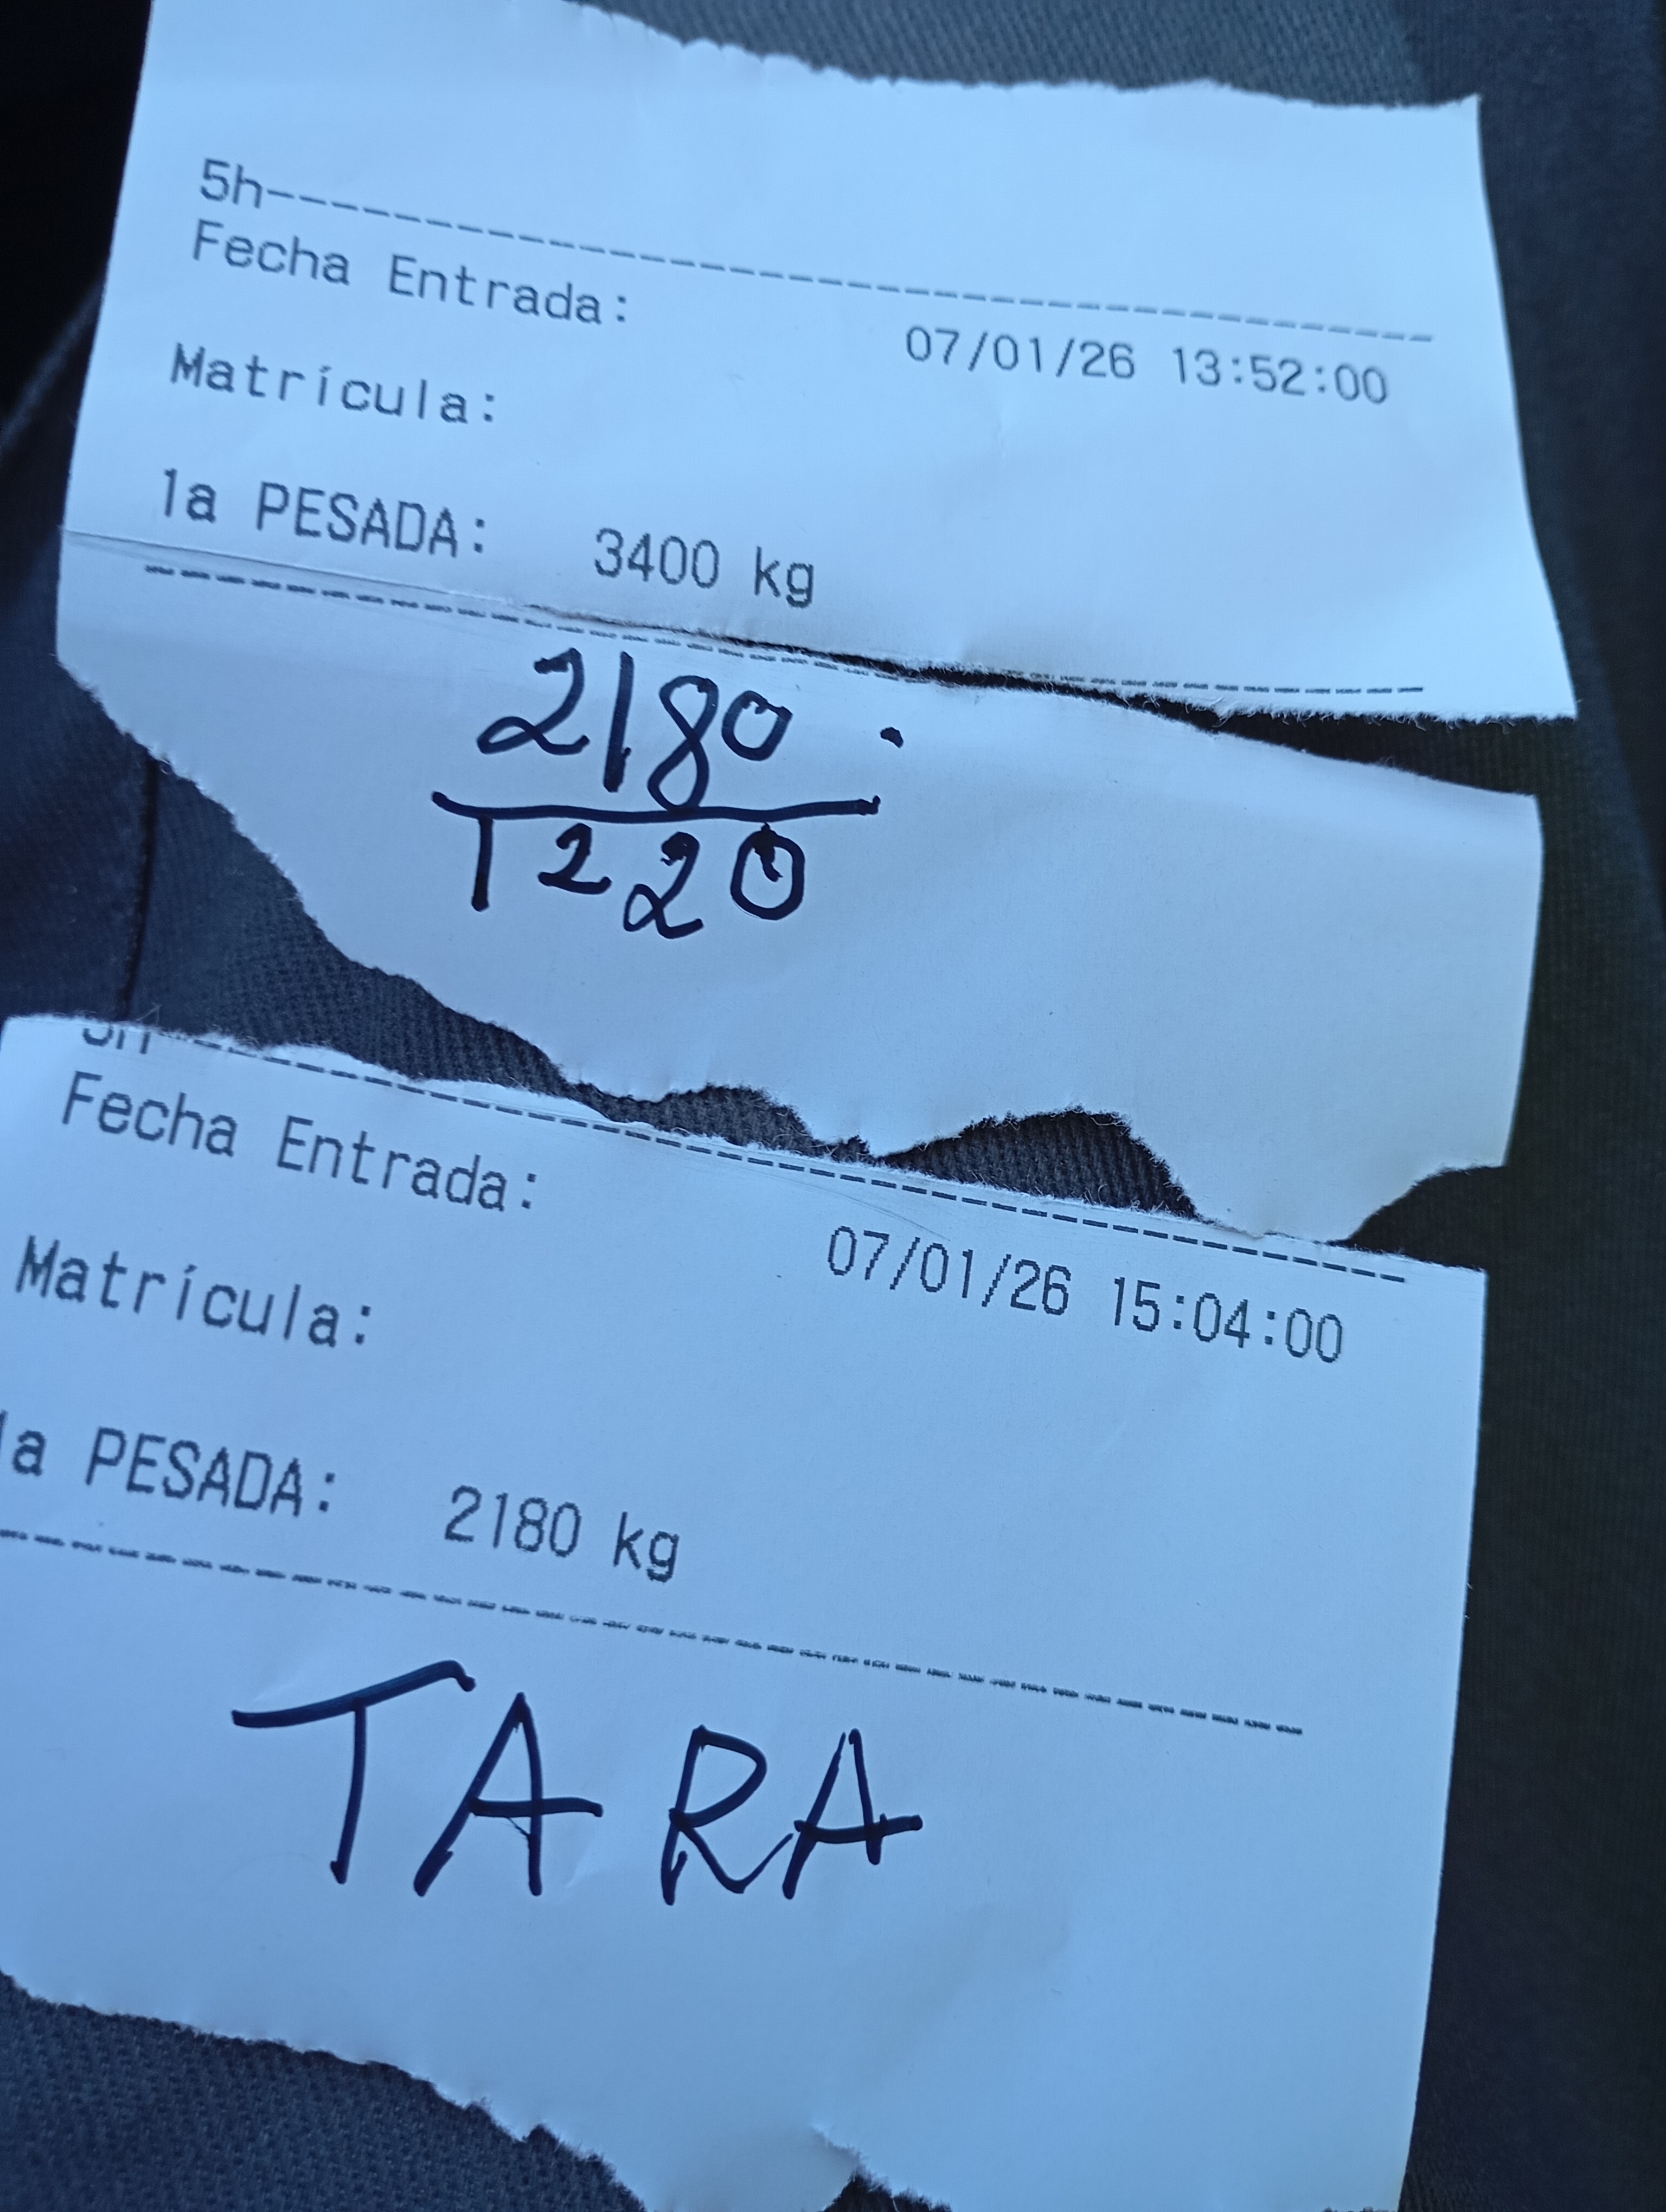 5h--------------------------------------
Fecha Entrada:
07/01/26 13:52:00
Matrícula:
1a PESADA: 3400 kg
2180 .
1220
Fecha Entrada:
07/01/26 15:04:00
Matrícula:
1a PESADA: 2180 kg
TARA